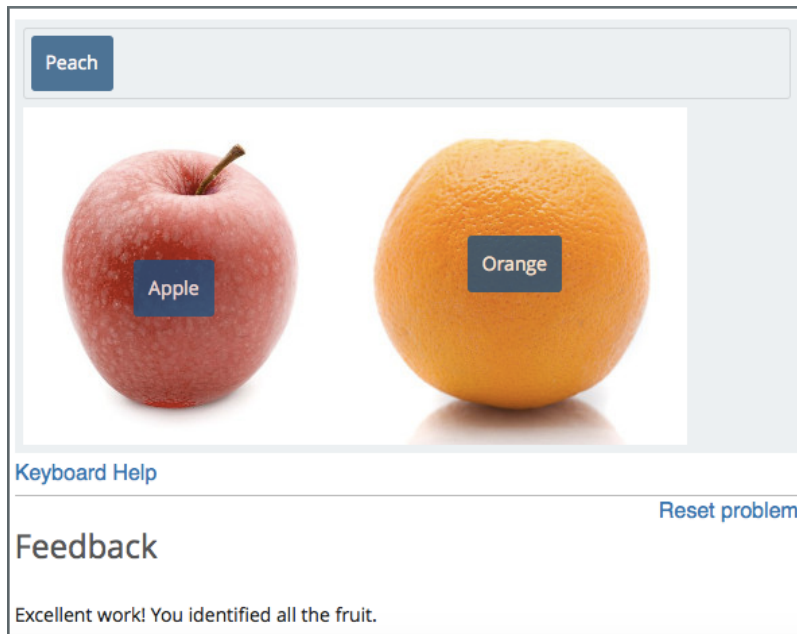 Peach
Apple
Orange
Keyboard Help
Reset problem
Feedback
Excellent work! You identified all the fruit.